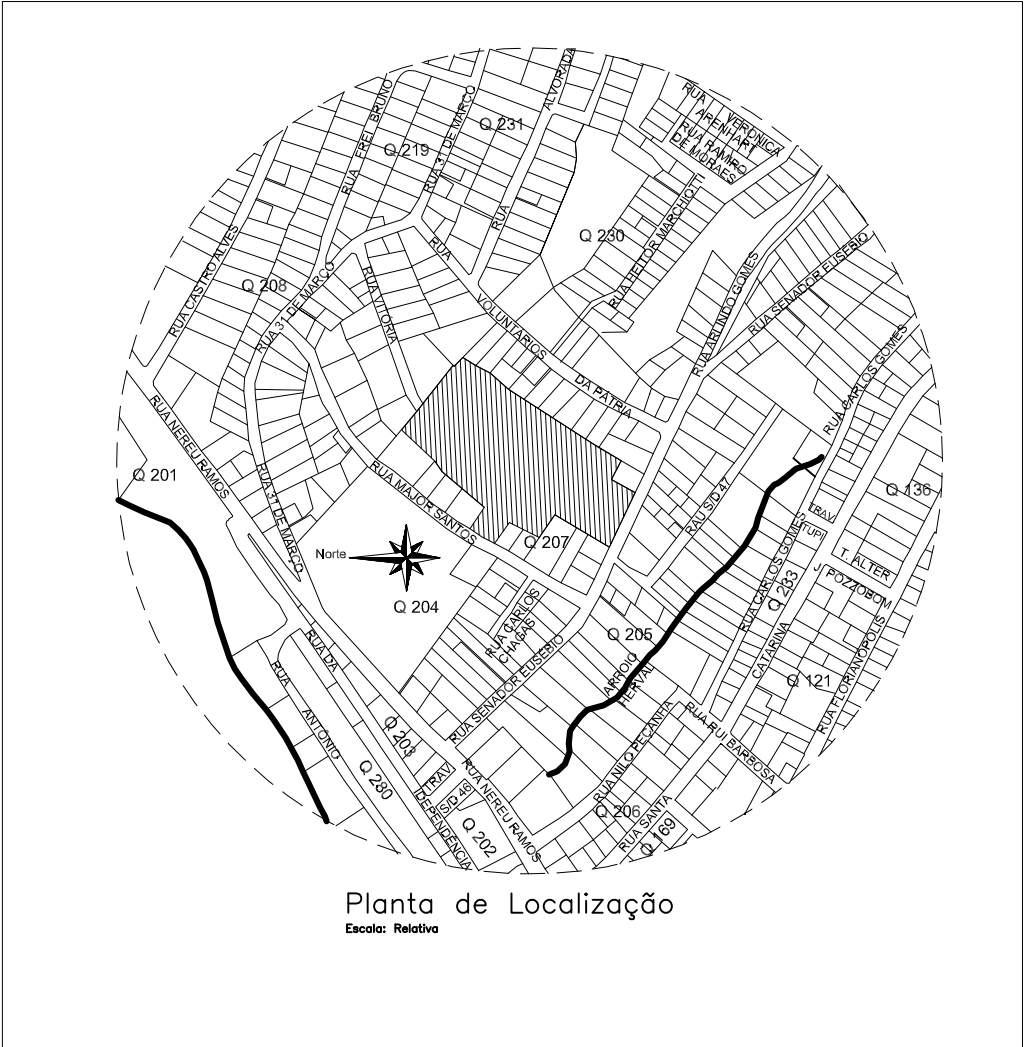 RUA ALVORADA
RUA FREI BRUNO
RUA 31 DE MARÇO
Q 231
Q 219
RUA VERÔNICA
ARENHART
RUA RAMIRO
DE MORAES
RUA CASTRO ALVES
Q 208
RUA 31 DE MARÇO
RUA VITÓRIA
RUA VOLUNTÁRIOS DA PÁTRIA
Q 230
RUA HEITOR MARCHIOTTI
RUA ARLINDO GOMES
RUA SENADOR EUSÉBIO
RUA CARLOS GOMES
RUA NEREU RAMOS
Q 201
RUA 31 DE MARÇO
RUA MAJOR SANTOS
RAU S/D 47
Q 136
TRAV
TUPI
T. ALTER
J. POZZOBOM
Norte
Q 207
Q 204
RUA CARLOS
CHAGAS
RUA SENADOR EUSÉBIO
Q 205
ARROIO
HERVAL
RUA CARLOS GOMES
Q 233
Q 121
RUA FLORIANÓPOLIS
RUA RUI BARBOSA
RUA NILO PEÇANHA
RUA ANTÔNIO
RUA DA DEPENDÊNCIA
Q 203
Q 280
TRAV
S/D 46
Q 202
RUA NEREU RAMOS
Q 206
RUA SANTA CATARINA
Q 169
Planta de Localização
Escala: Relativa